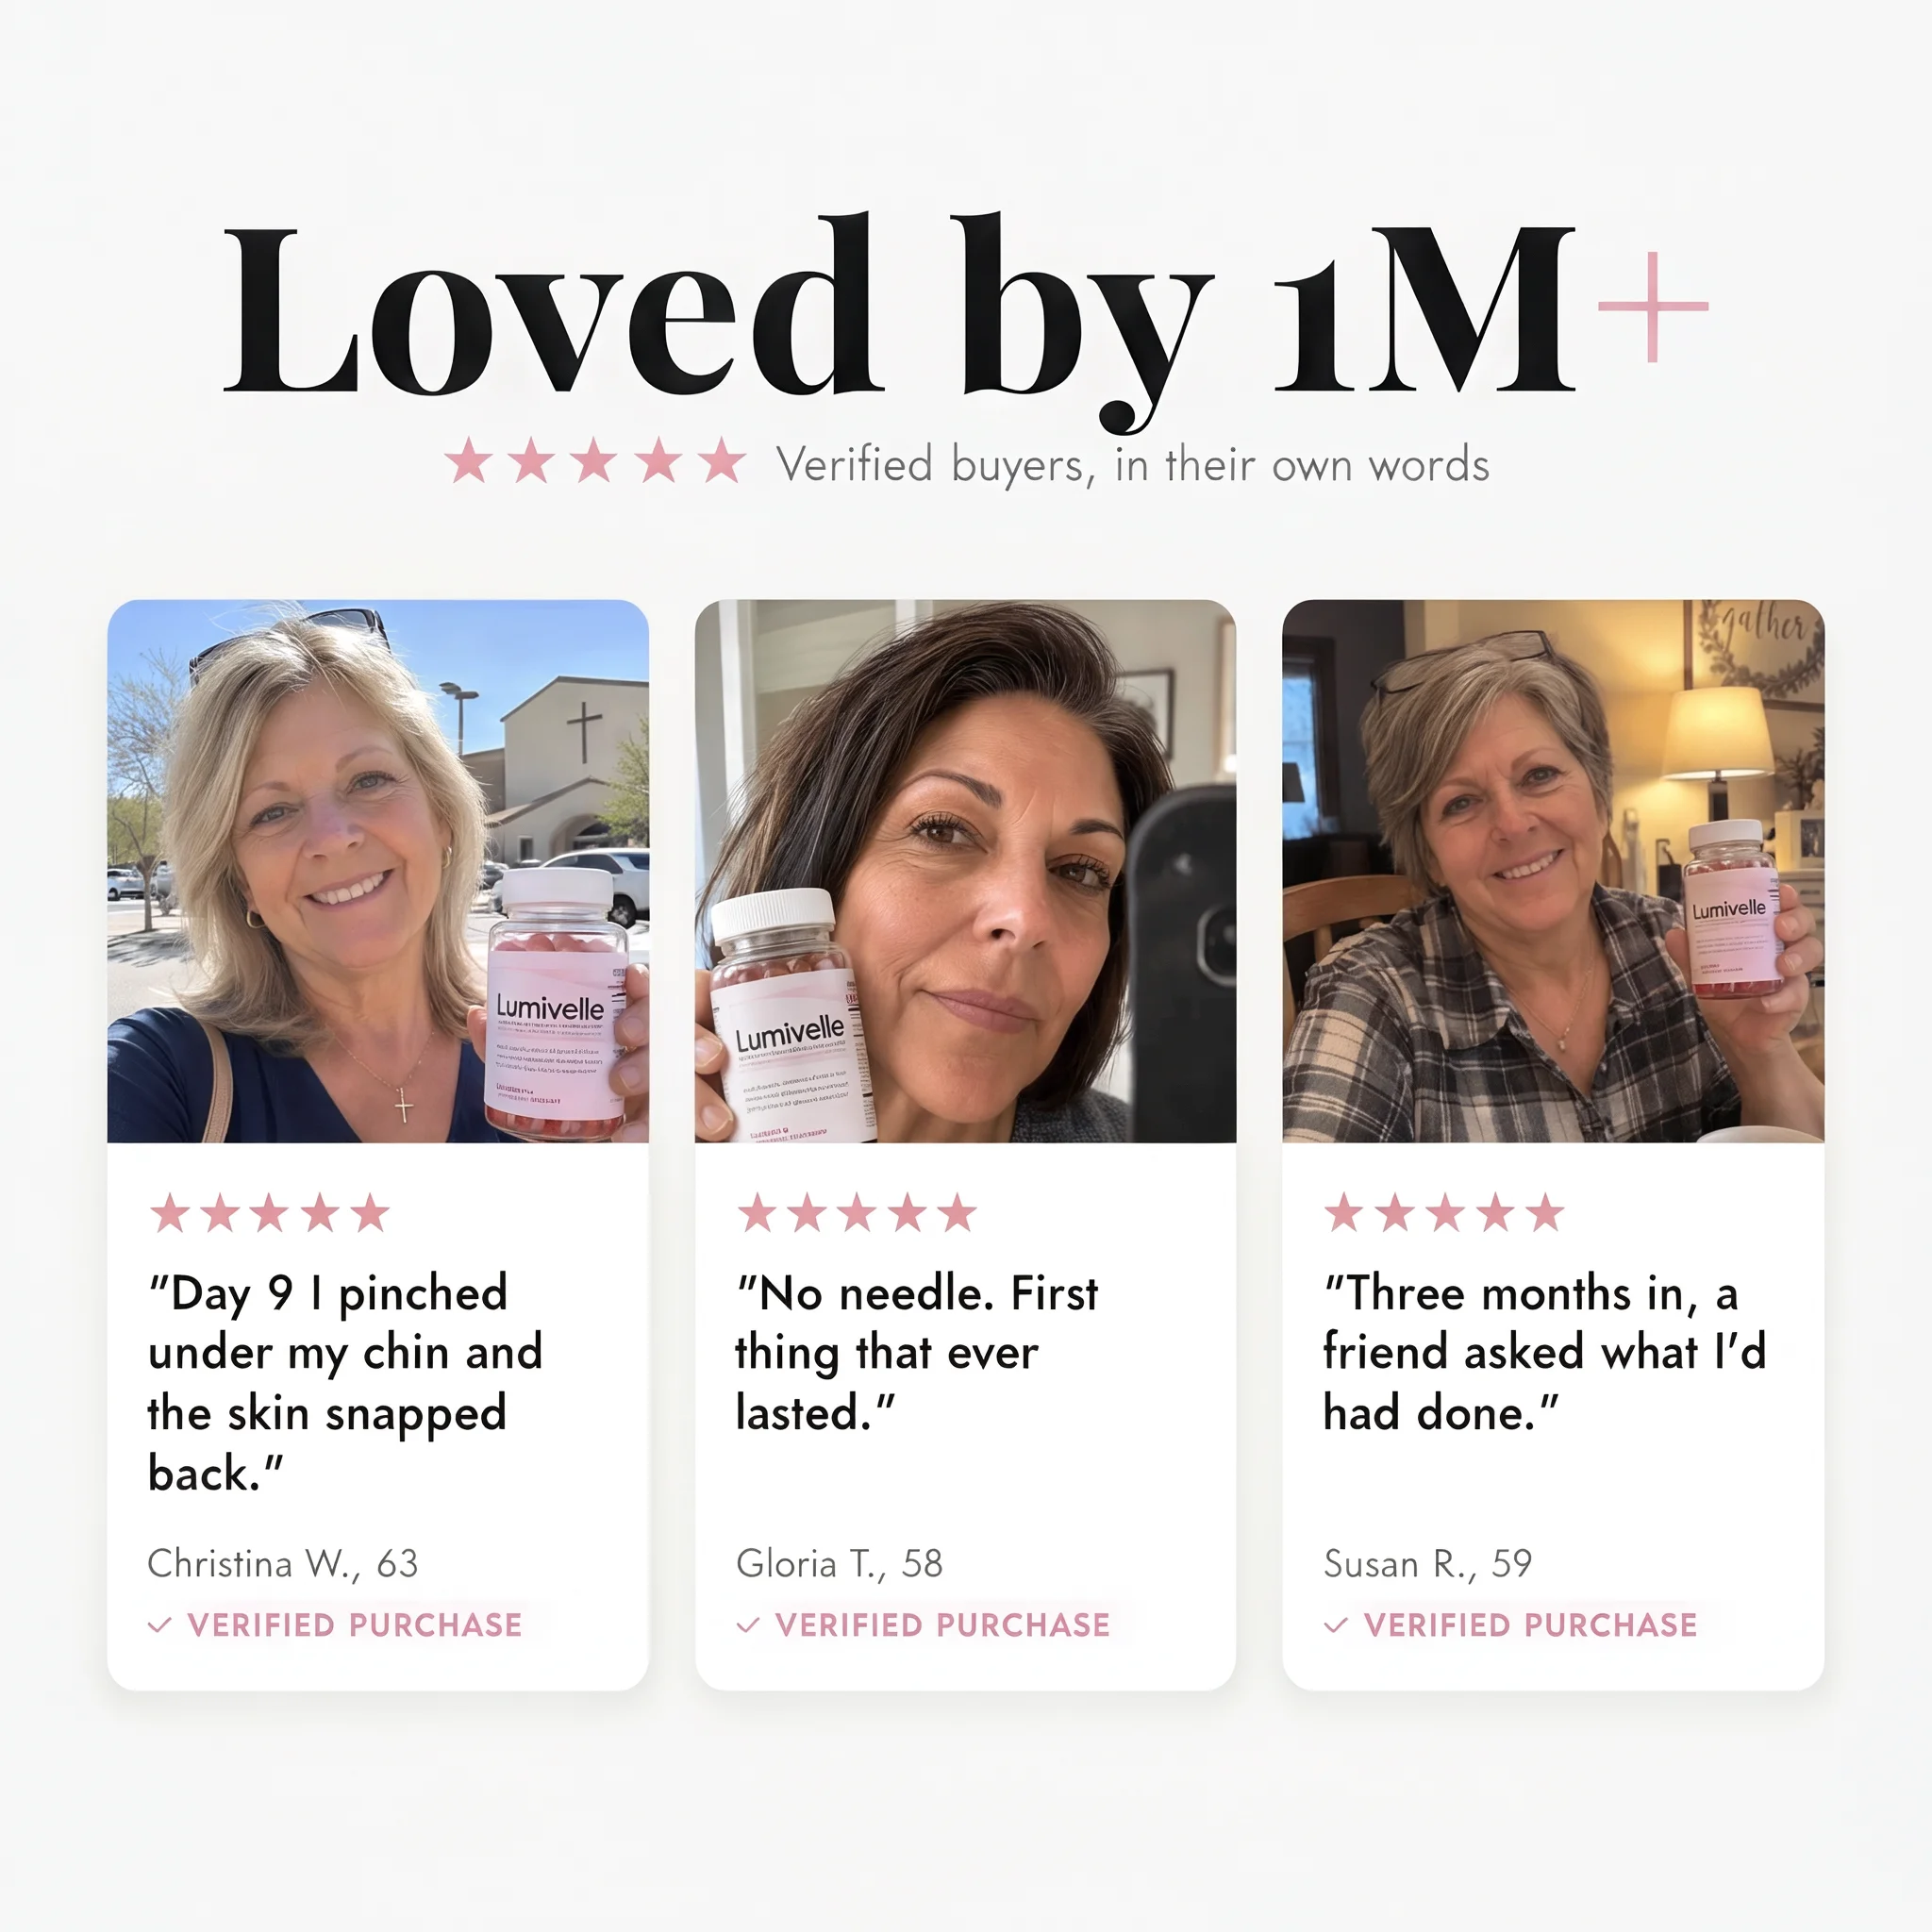 Loved by 1M+
★★★★★ Verified buyers, in their own words
gather
Lumivelle
Lumivelle
Lumivelle
★★★★★
"Day 9 I pinched
under my chin and
the skin snapped
back."
Christina W., 63
✓ VERIFIED PURCHASE
★★★★★
"No needle. First
thing that ever
lasted."
Gloria T., 58
✓ VERIFIED PURCHASE
★★★★★
"Three months in, a
friend asked what I'd
had done."
Susan R., 59
✓ VERIFIED PURCHASE